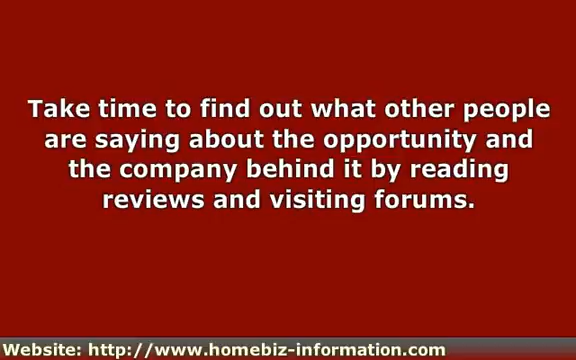 Take time to find out what other people
are saying about the opportunity and
the company behind it by reading
reviews and visiting forums.
Website: http://www.homebiz-information.com